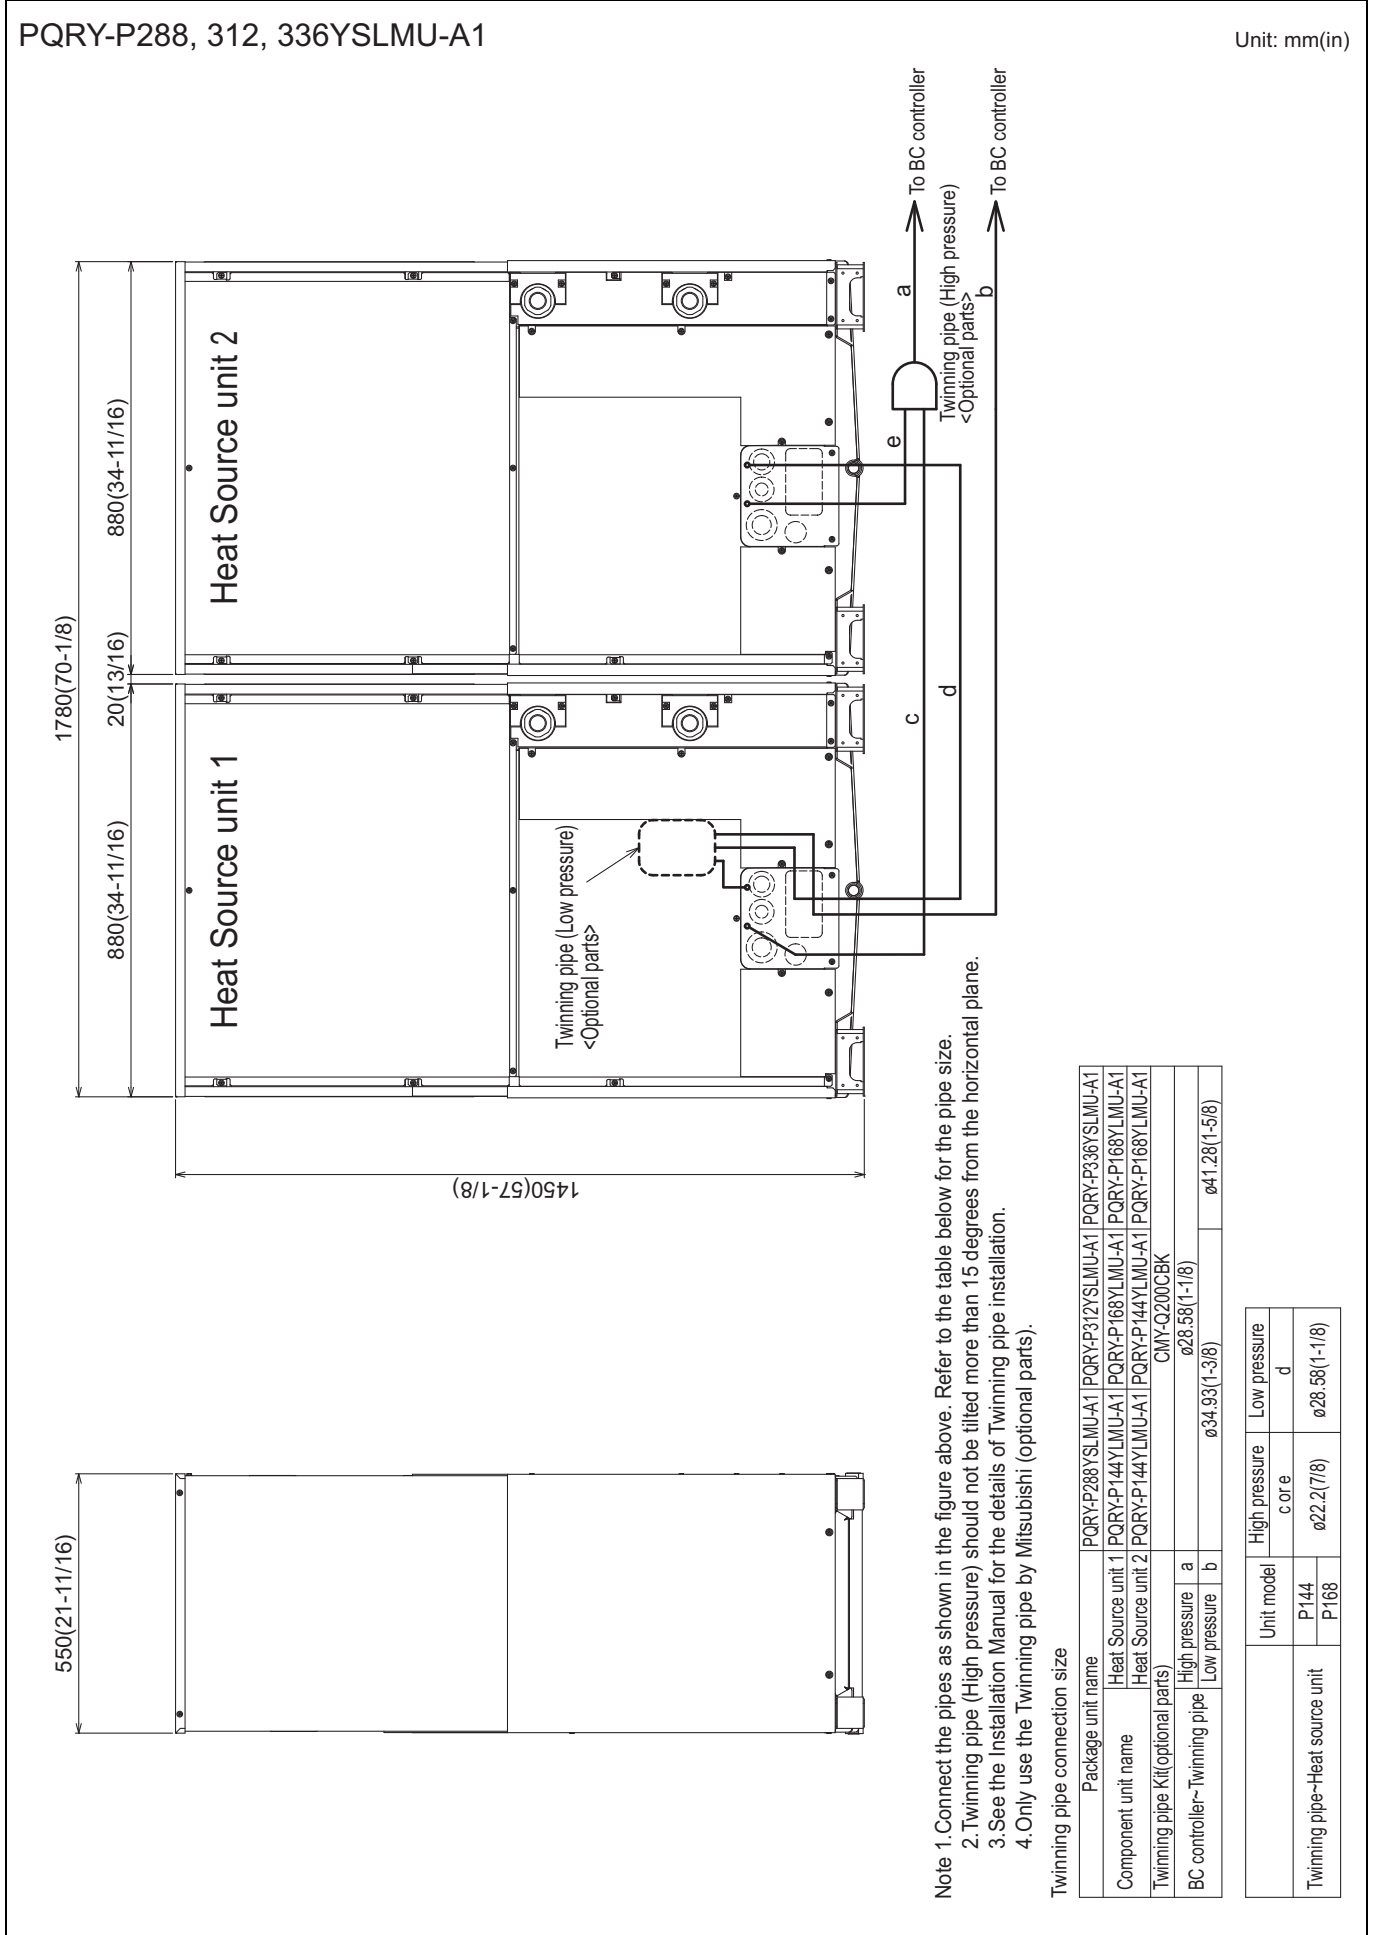 PQRY-P288, 312, 336YSLMU-A1
Unit: mm(in)
550(21-11/16)
1780(70-1/8)
880(34-11/16)
20(13/16)
880(34-11/16)
1450(57-1/8)
Heat Source unit 1
Heat Source unit 2
Twinning pipe (Low pressure)
<Optional parts>
Twinning pipe (High pressure)
<Optional parts>
To BC controller
To BC controller
a
b
c
d
e
Note 1.Connect the pipes as shown in the figure above. Refer to the table below for the pipe size.
2.Twinning pipe (High pressure) should not be tilted more than 15 degrees from the horizontal plane.
3.See the Installation Manual for the details of Twinning pipe installation.
4.Only use the Twinning pipe by Mitsubishi (optional parts).
Twinning pipe connection size
Package unit name PQRY-P288YSLMU-A1 PQRY-P312YSLMU-A1 PQRY-P336YSLMU-A1
Component unit name Heat Source unit 1 PQRY-P144YLMU-A1 PQRY-P168YLMU-A1 PQRY-P168YLMU-A1
Heat Source unit 2 PQRY-P144YLMU-A1 PQRY-P144YLMU-A1 PQRY-P168YLMU-A1
Twinning pipe Kit(optional parts) CMY-Q200CBK
BC controller~Twinning pipe High pressure a ø28.58(1-1/8)
Low pressure b ø34.93(1-3/8) ø41.28(1-5/8)
Unit model High pressure Low pressure
c or e d
Twinning pipe~Heat source unit P144 ø22.2(7/8) ø28.58(1-1/8)
P168